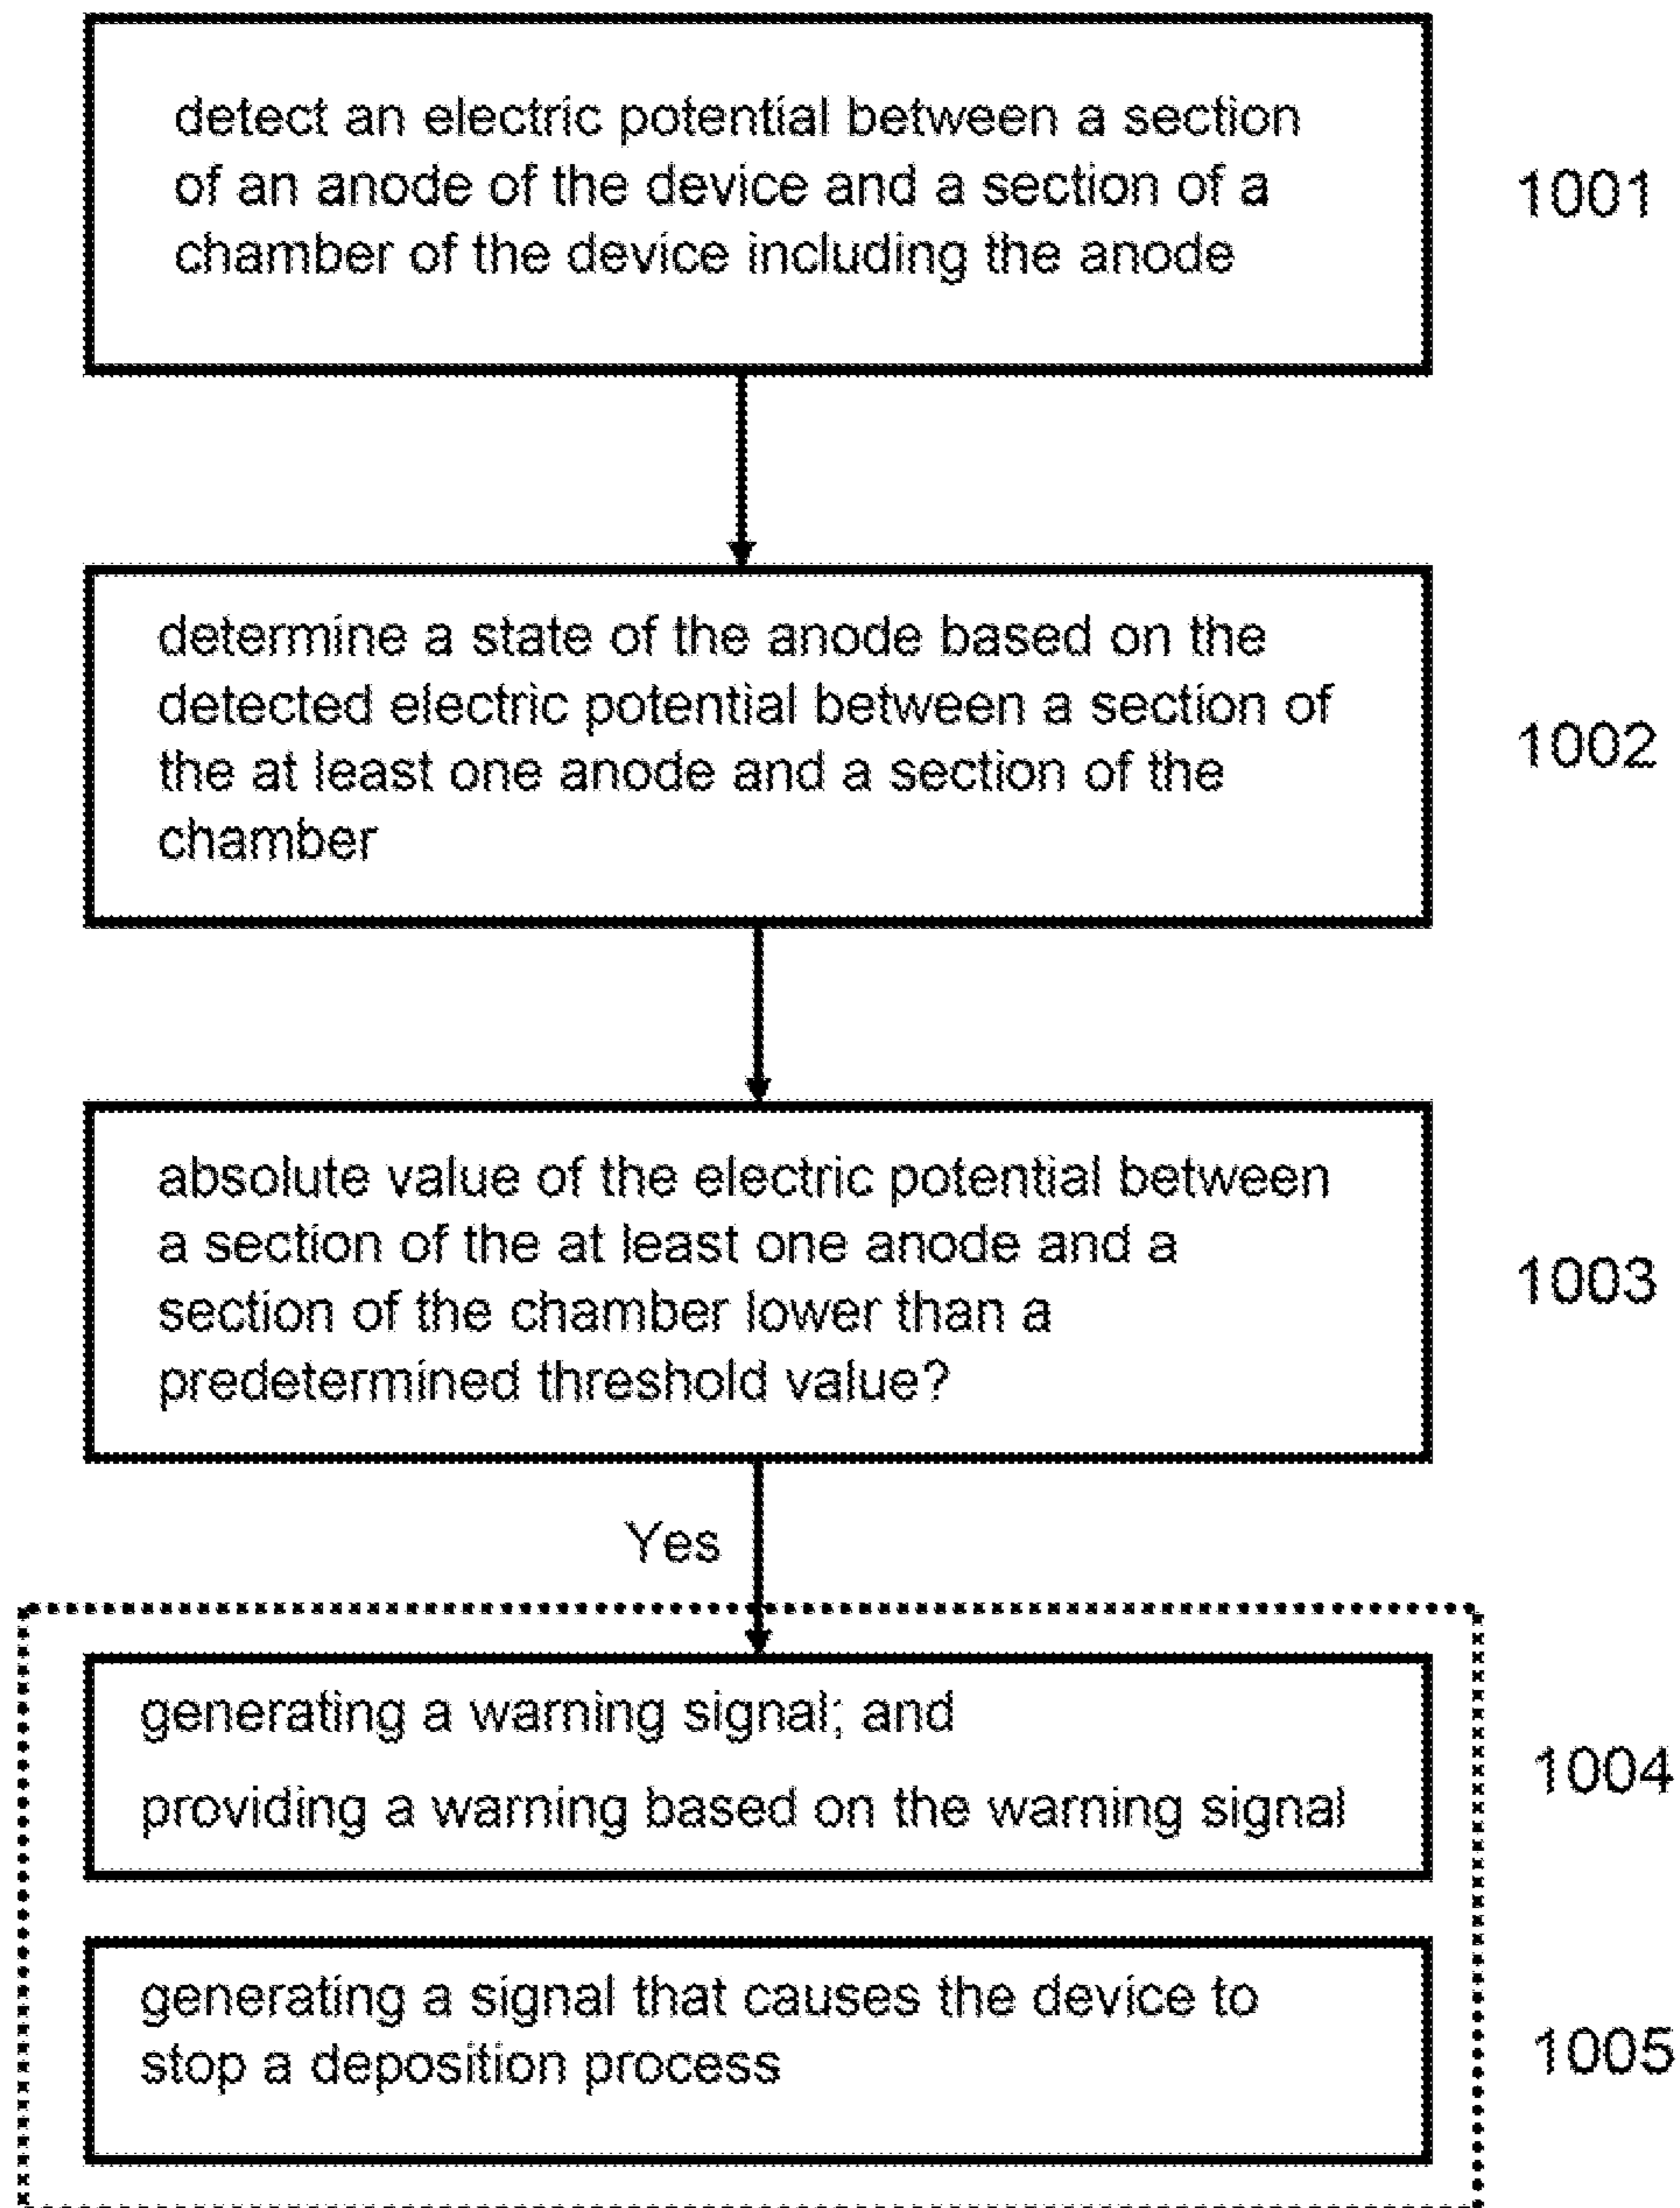 detect an electric potential between a section
of an anode of the device and a section of a
chamber of the device including the anode
1001
determine a state of the anode based on the
detected electric potential between a section of
the at least one anode and a section of the
chamber
1002
absolute value of the electric potential between
a section of the at least one anode and a
section of the chamber lower than a
predetermined threshold value?
1003
Yes
generating a warning signal; and
providing a warning based on the warning signal
1004
generating a signal that causes the device to
stop a deposition process
1005